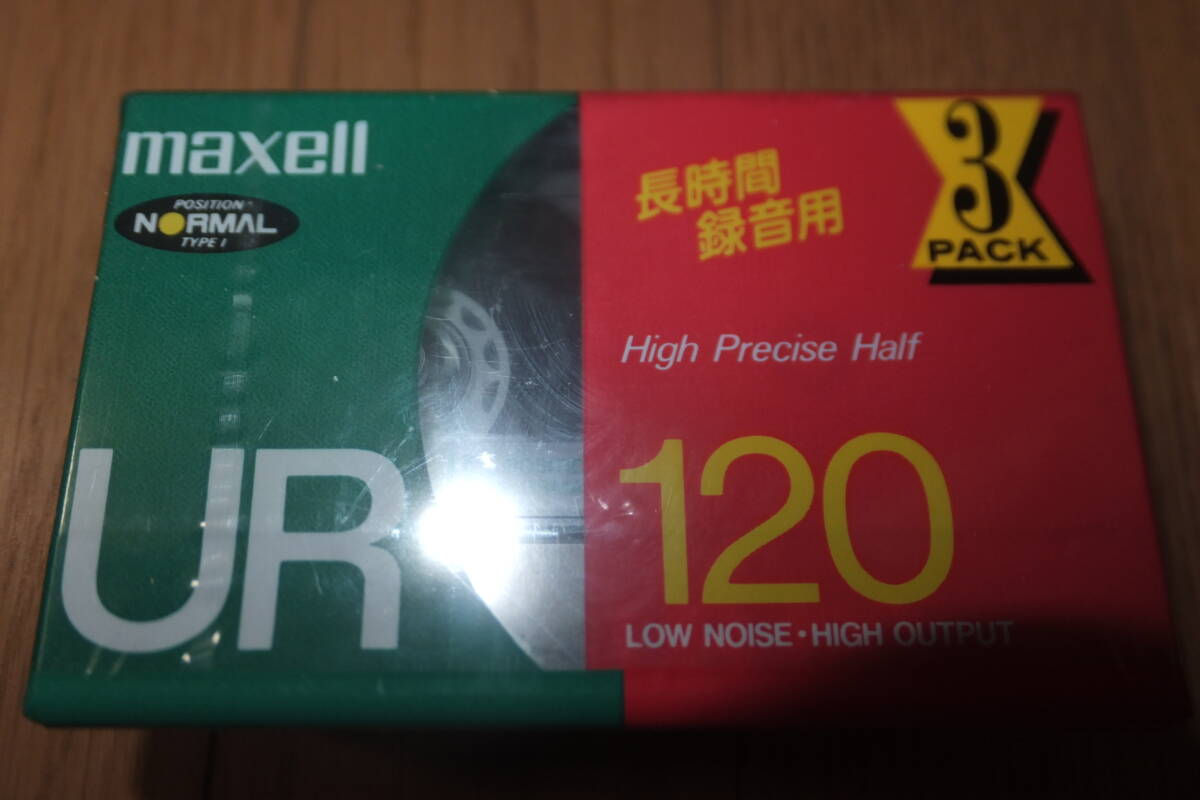 maxell
POSITION
NORMAL
TYPE I
長時間
録音用
3
PACK
High Precise Half
UR
120
LOW NOISE・HIGH OUTPUT